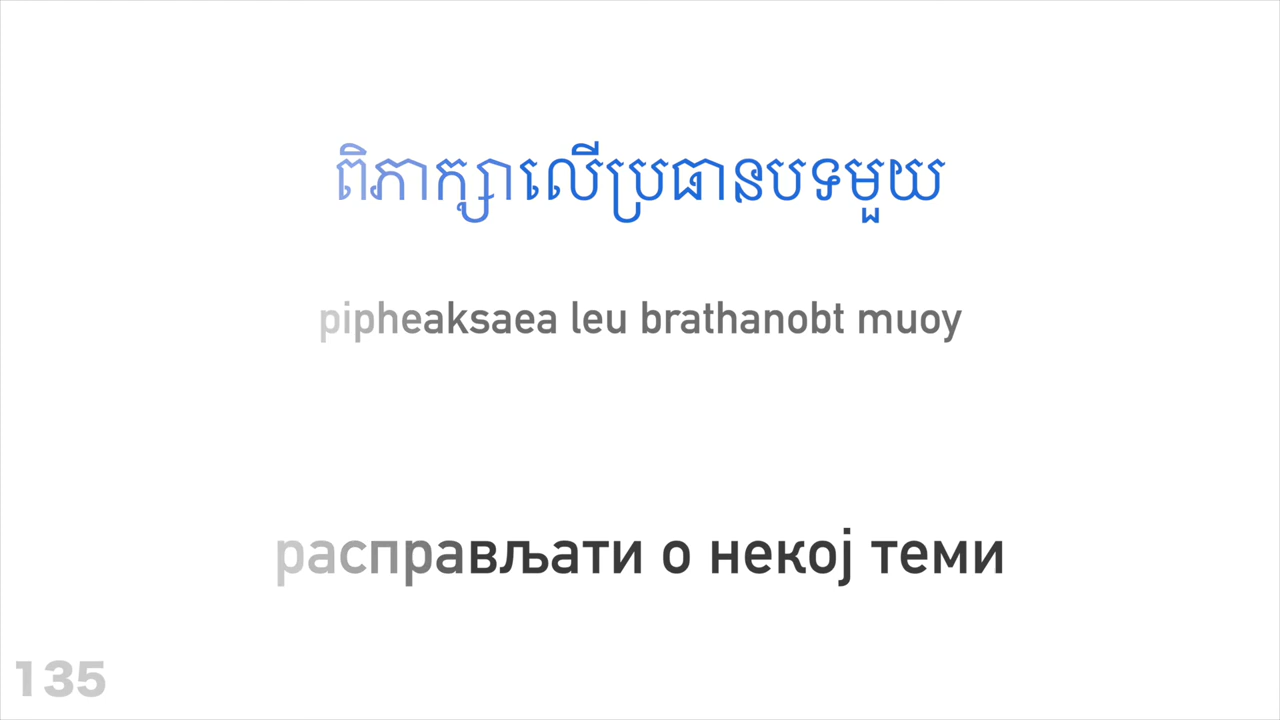 ពិភាក្សាលើប្រធានបទមួយ
pipheaksaea leu brathanobt muoy
расправљати о некој теми
135